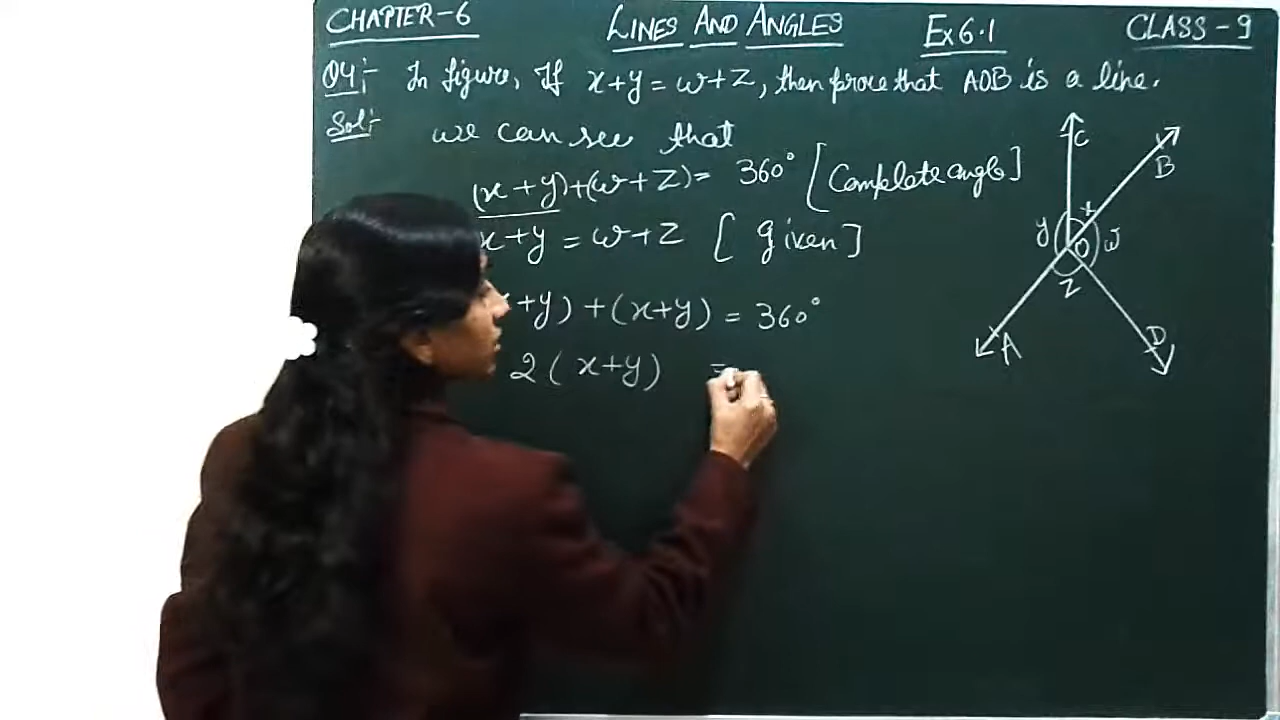 CHAPTER-6 LINES AND ANGLES Ex 6.1 CLASS-9
Q4:- In figure, If x+y = w+z, then prove that AOB is a line.
Sol:- we can see that
(x+y)+(w+z)= 360° [Complete angle]
x+y = w+z [given]
+y) + (x+y) = 360°
2(x+y) =
C
B
x
y
O
w
z
A
D